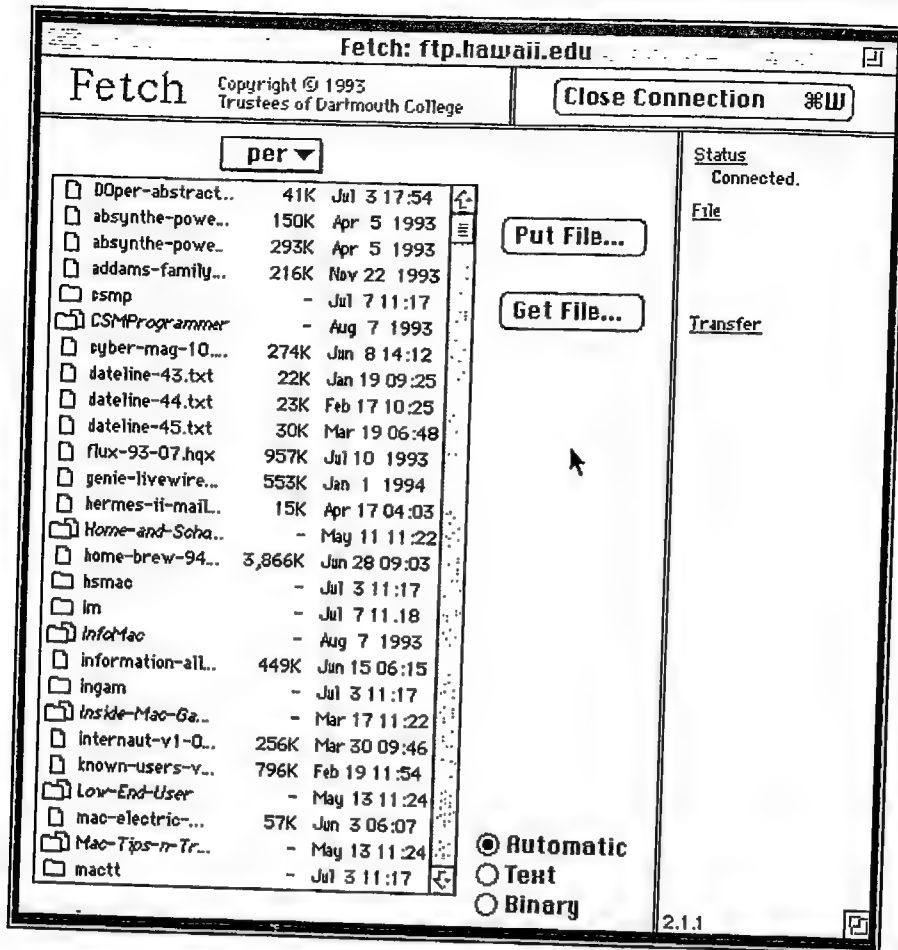 Fetch: ftp.hawaii.edu
Fetch
Copyright © 1993
Trustees of Dartmouth College
Close Connection ⌘W
per
00per-abstract.. 41K Jul 3 17:54
absynthe-powe... 150K Apr 5 1993
absynthe-powe.. 293K Apr 5 1993
addams-family... 216K Nov 22 1993
csmp - Jul 7 11:17
CSMProgrammer - Aug 7 1993
cyber-mag-10.... 274K Jun 8 14:12
dateline-43.txt 22K Jan 19 09:25
dateline-44.txt 23K Feb 17 10:25
dateline-45.txt 30K Mar 19 06:48
flux-93-07.hqx 957K Jul 10 1993
genie-livewire... 553K Jan 1 1994
hermes-ii-mail.. 15K Apr 17 04:03
Home-and-Scho... - May 11 11:22
home-brew-94... 3,866K Jun 28 09:03
hsmac - Jul 3 11:17
im - Jul 7 11.18
InfoMac - Aug 7 1993
information-all... 449K Jun 15 06:15
ingam - Jul 3 11:17
Inside-Mac-Ga... - Mar 17 11:22
internaut-v1-0... 256K Mar 30 09:46
known-users-v... 796K Feb 19 11:54
Low-End-User - May 13 11:24
mac-electric-... 57K Jun 3 06:07
Mac-Tips-n-Tr... - May 13 11:24
mactt - Jul 3 11:17
Put File...
Get File...
Automatic
Text
Binary
Status
Connected.
File
Transfer
2.1.1